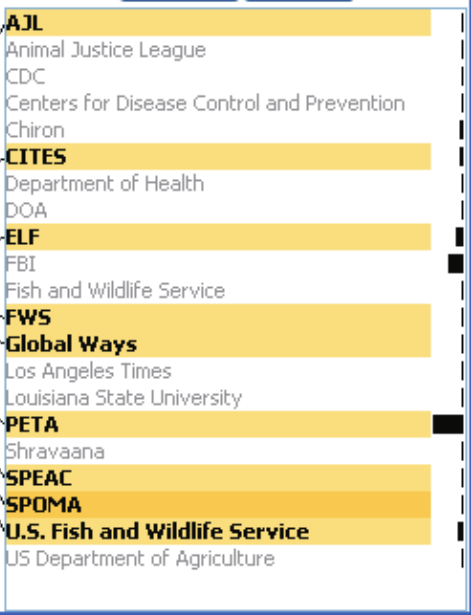 AJL
Animal Justice League
CDC
Centers for Disease Control and Prevention
Chiron
CITES
Department of Health
DOA
ELF
FBI
Fish and Wildlife Service
FWS
Global Ways
Los Angeles Times
Louisiana State University
PETA
Shravaana
SPEAC
SPOMA
U.S. Fish and Wildlife Service
US Department of Agriculture